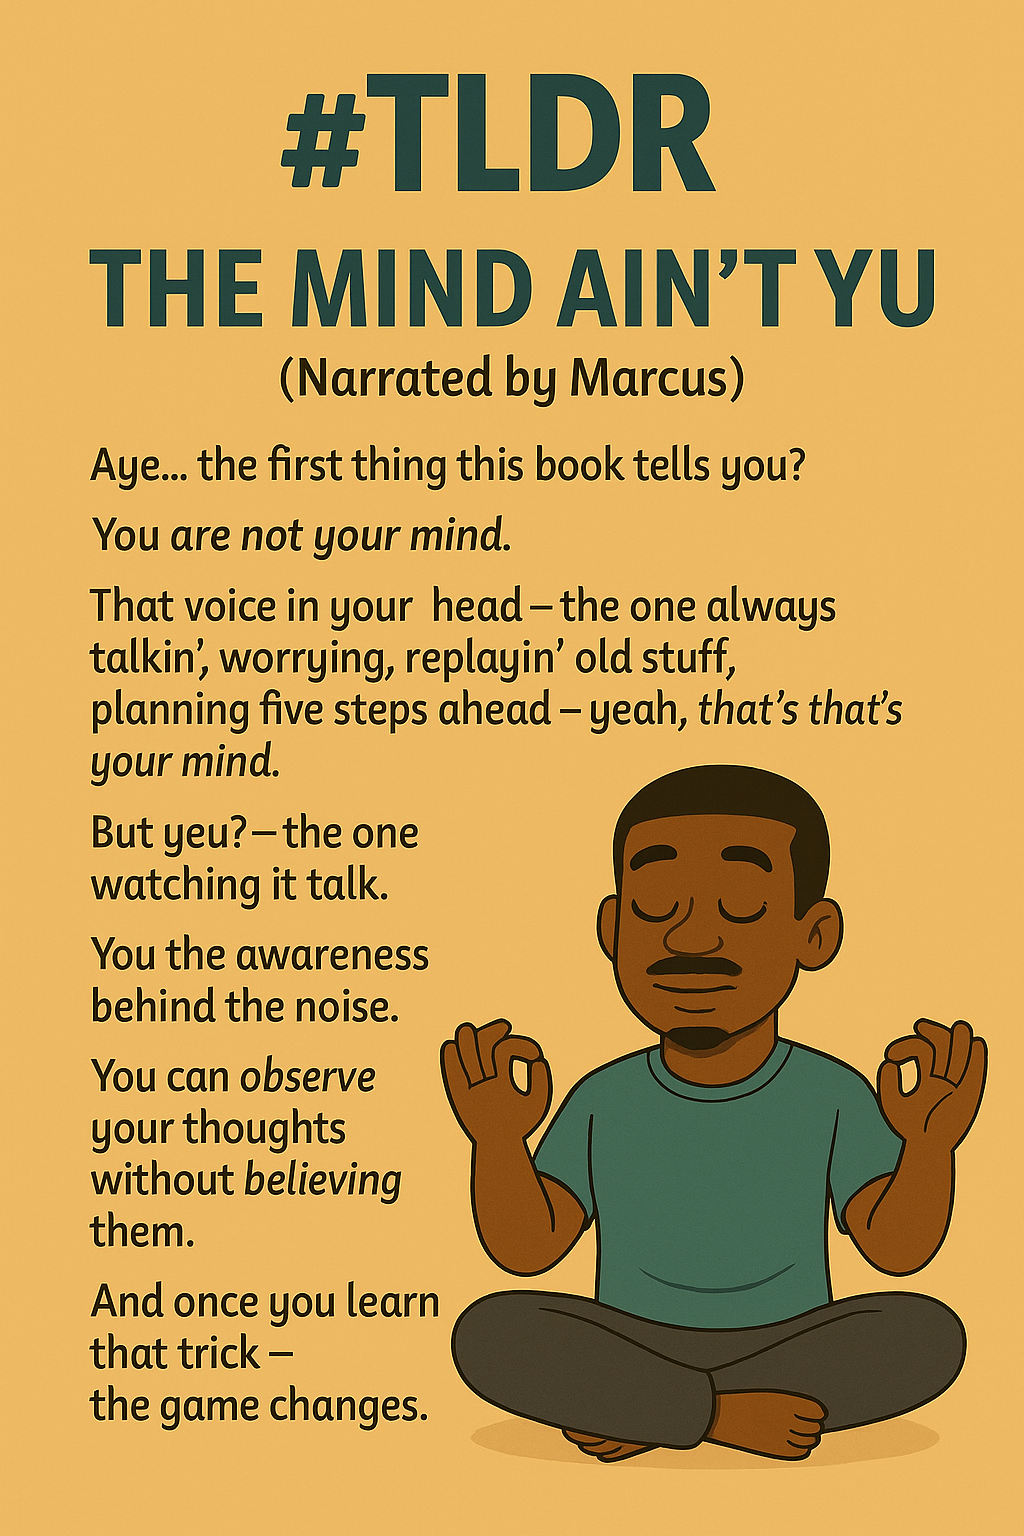 #TLDR
THE MIND AIN'T YU
(Narrated by Marcus)
Aye... the first thing this book tells you?
You are not your mind.
That voice in your head – the one always
talkin', worrying, replayin' old stuff,
planning five steps ahead – yeah, that's that's
your mind.
But yeu? – the one
watching it talk.
You the awareness
behind the noise.
You can observe
your thoughts
without believing
them.
And once you learn
that trick –
the game changes.